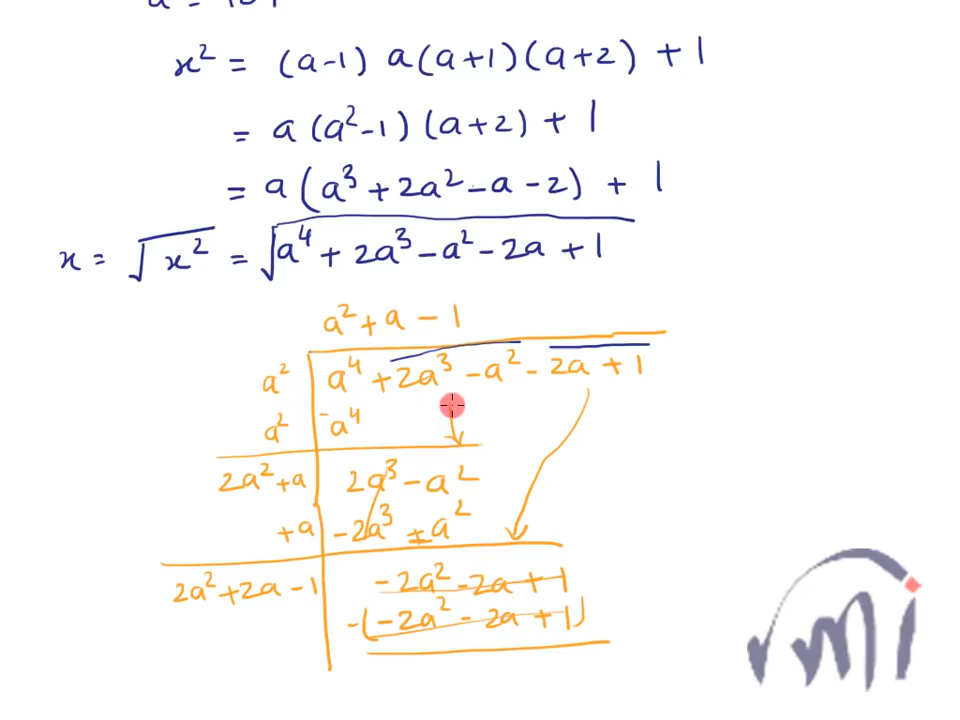 x² = (a-1) a(a+1)(a+2) + 1
= a(a²-1)(a+2) + 1
= a(a³+2a²-a-2) + 1
x = √x² = √a⁴+2a³-a²-2a+1
a²+a-1
a² a⁴+2a³-a²-2a+1
a² -a⁴
2a²+a 2a³-a²
+a -2a³±a²
2a²+2a-1 -2a²-2a+1
-(-2a²-2a+1)
vmi